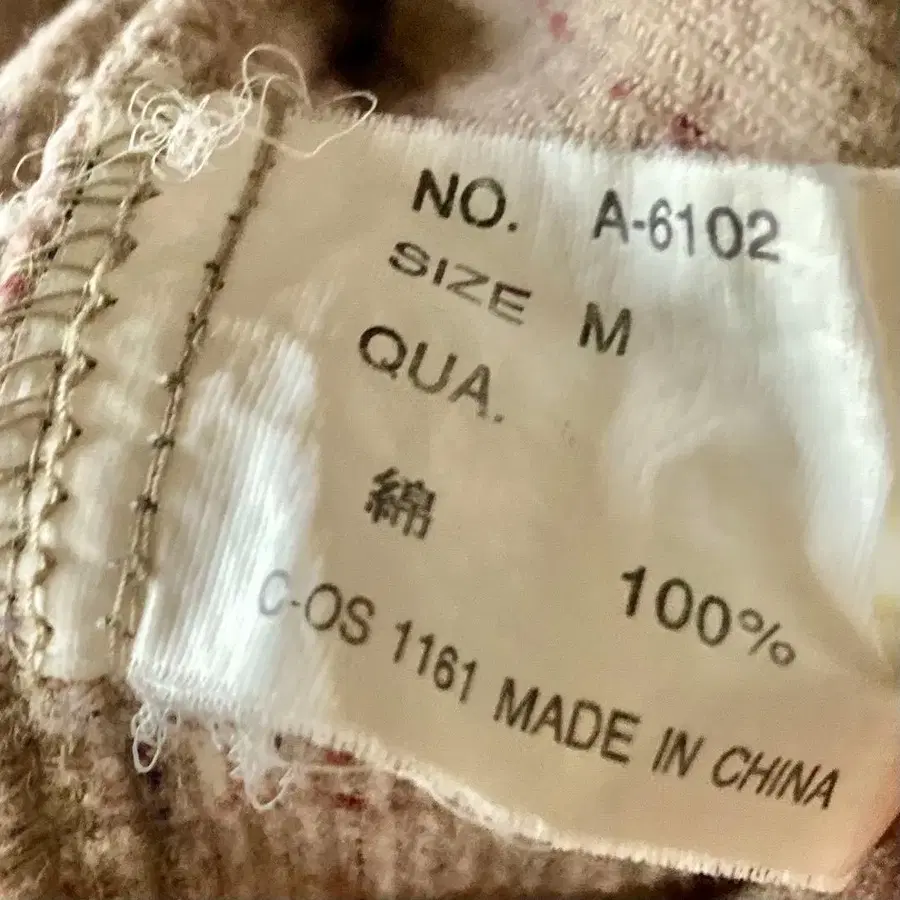 NO. A-6102
SIZE M
QUA.
綿 100%
C-OS 1161 MADE IN CHINA